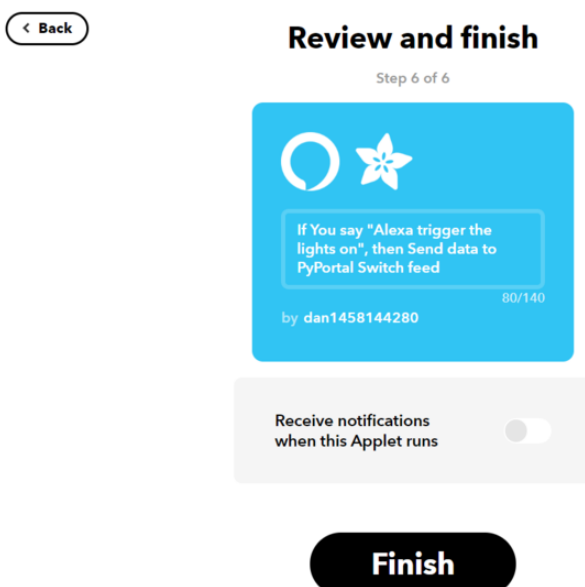 < Back
Review and finish
Step 6 of 6
If You say "Alexa trigger the
lights on", then Send data to
PyPortal Switch feed
80/140
by dan1458144280
Receive notifications
when this Applet runs
Finish